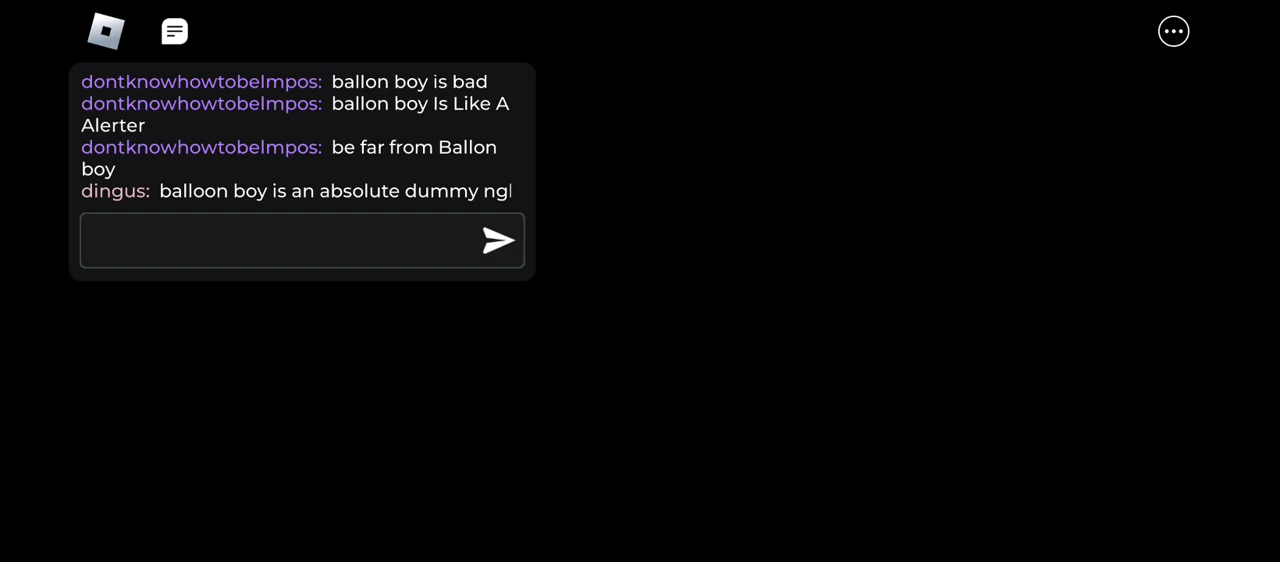 dontknowhowtobeImpos: ballon boy is bad
dontknowhowtobeImpos: ballon boy Is Like A
Alerter
dontknowhowtobeImpos: be far from Ballon
boy
dingus: balloon boy is an absolute dummy ngl